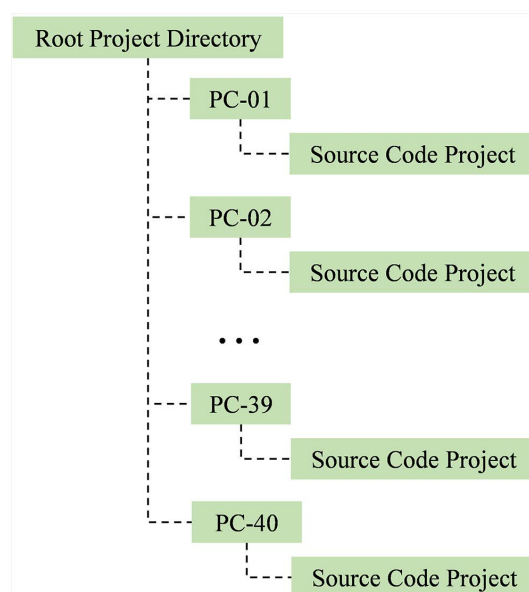 Root Project Directory
PC-01
Source Code Project
PC-02
Source Code Project
...
PC-39
Source Code Project
PC-40
Source Code Project